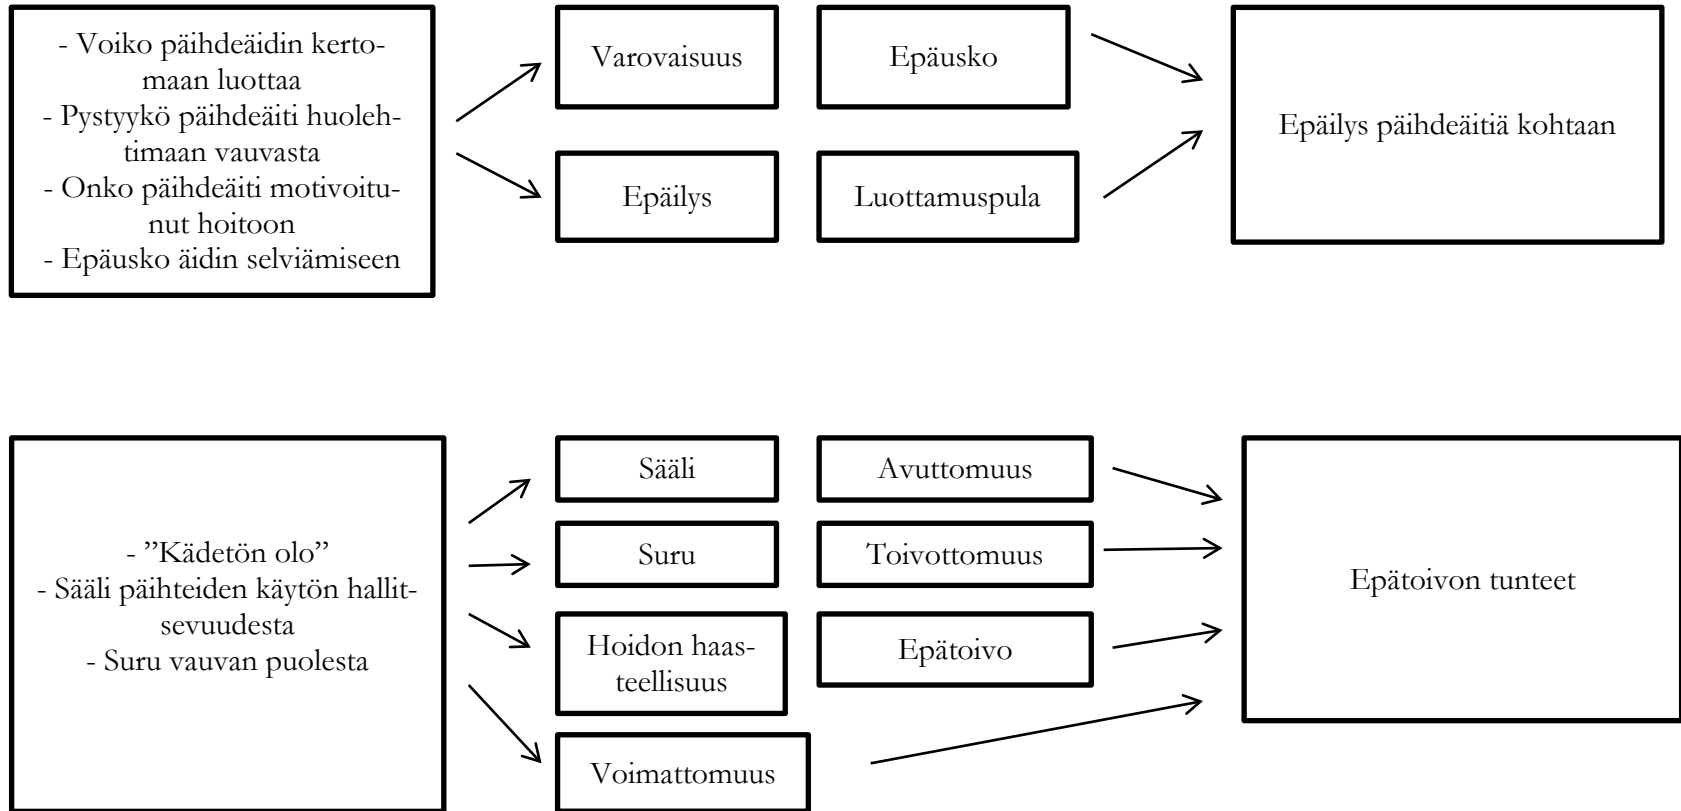 - Voiko päihdeäidin kerto-
maan luottaa
- Pystyykö päihdeäiti huoleh-
timaan vauvasta
- Onko päihdeäiti motivoitu-
nut hoitoon
- Epäusko äidin selviämiseen
Varovaisuus
Epäusko
Epäilys
Luottamuspula
Epäilys päihdeäitiä kohtaan
- ”Kädetön olo”
- Sääli päihteiden käytön hallit-
sevuudesta
- Suru vauvan puolesta
Sääli
Avuttomuus
Suru
Toivottomuus
Hoidon haas-
teellisuus
Epätoivo
Voimattomuus
Epätoivon tunteet